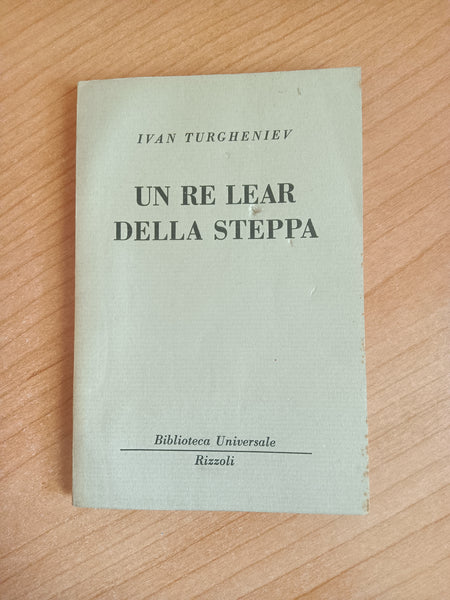 IVAN TURGHENIEV
UN RE LEAR
DELLA STEPPA
Biblioteca Universale
Rizzoli